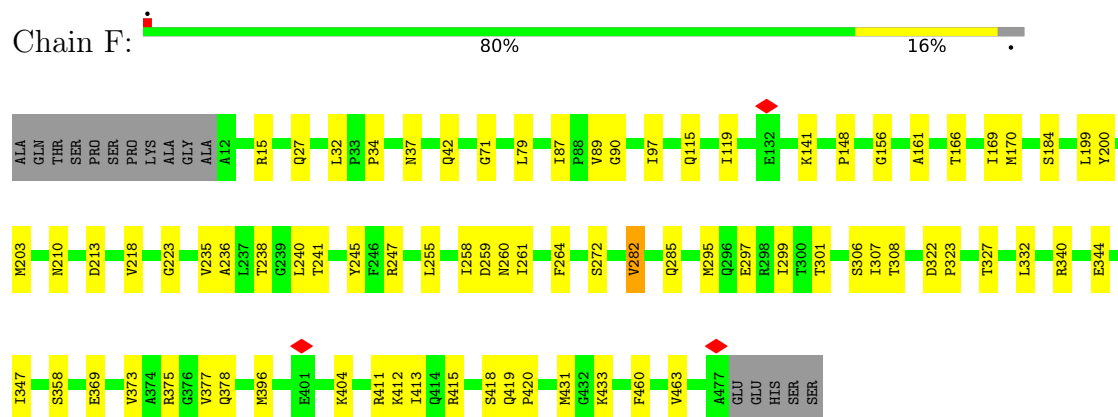 Chain F:
80%
16%
ALA GLN THR SER PRO SER PRO LYS ALA GLY ALA A12 R15 Q27 L32 P33 P34 N37 Q42 G71 L79 I87 P88 V89 G90 I97 Q115 I119 E132 K141 P148 G156 A161 T166 I169 M170 S184 L199 Y200
M203 N210 D213 V218 G223 V235 A236 L237 T238 G239 L240 T241 Y245 F246 R247 L255 I258 D259 N260 I261 F264 S272 V282 Q285 M295 Q296 E297 R298 I299 T300 T301 S306 I307 T308 D322 P323 T327 L332 R340 E344
I347 S358 E369 V373 A374 R375 G376 V377 Q378 M396 E401 K404 R411 K412 I413 Q414 R415 S418 Q419 P420 M431 G432 K433 F460 V463 A477 GLU GLU HIS SER SER